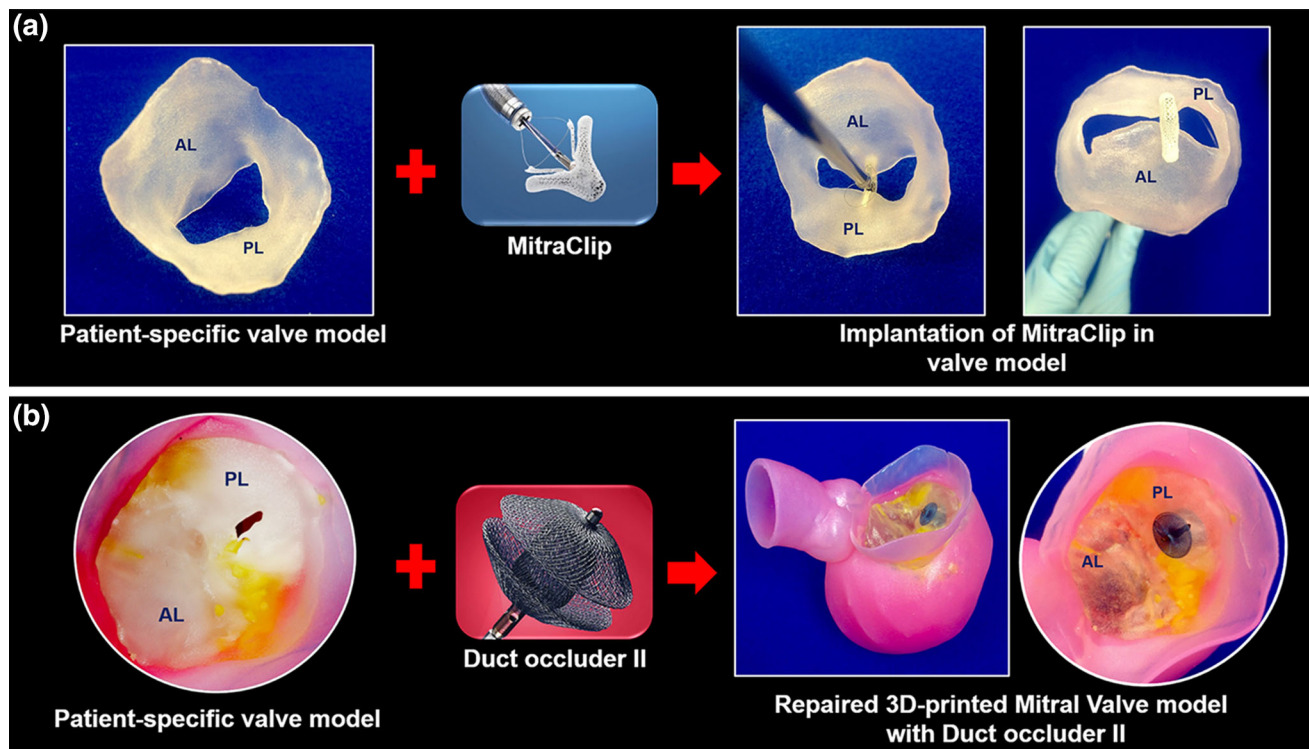 (a)
AL
PL
Patient-specific valve model
MitraClip
AL
PL
PL
AL
Implantation of MitraClip in
valve model
(b)
PL
AL
Patient-specific valve model
Duct occluder II
PL
AL
Repaired 3D-printed Mitral Valve model
with Duct occluder II